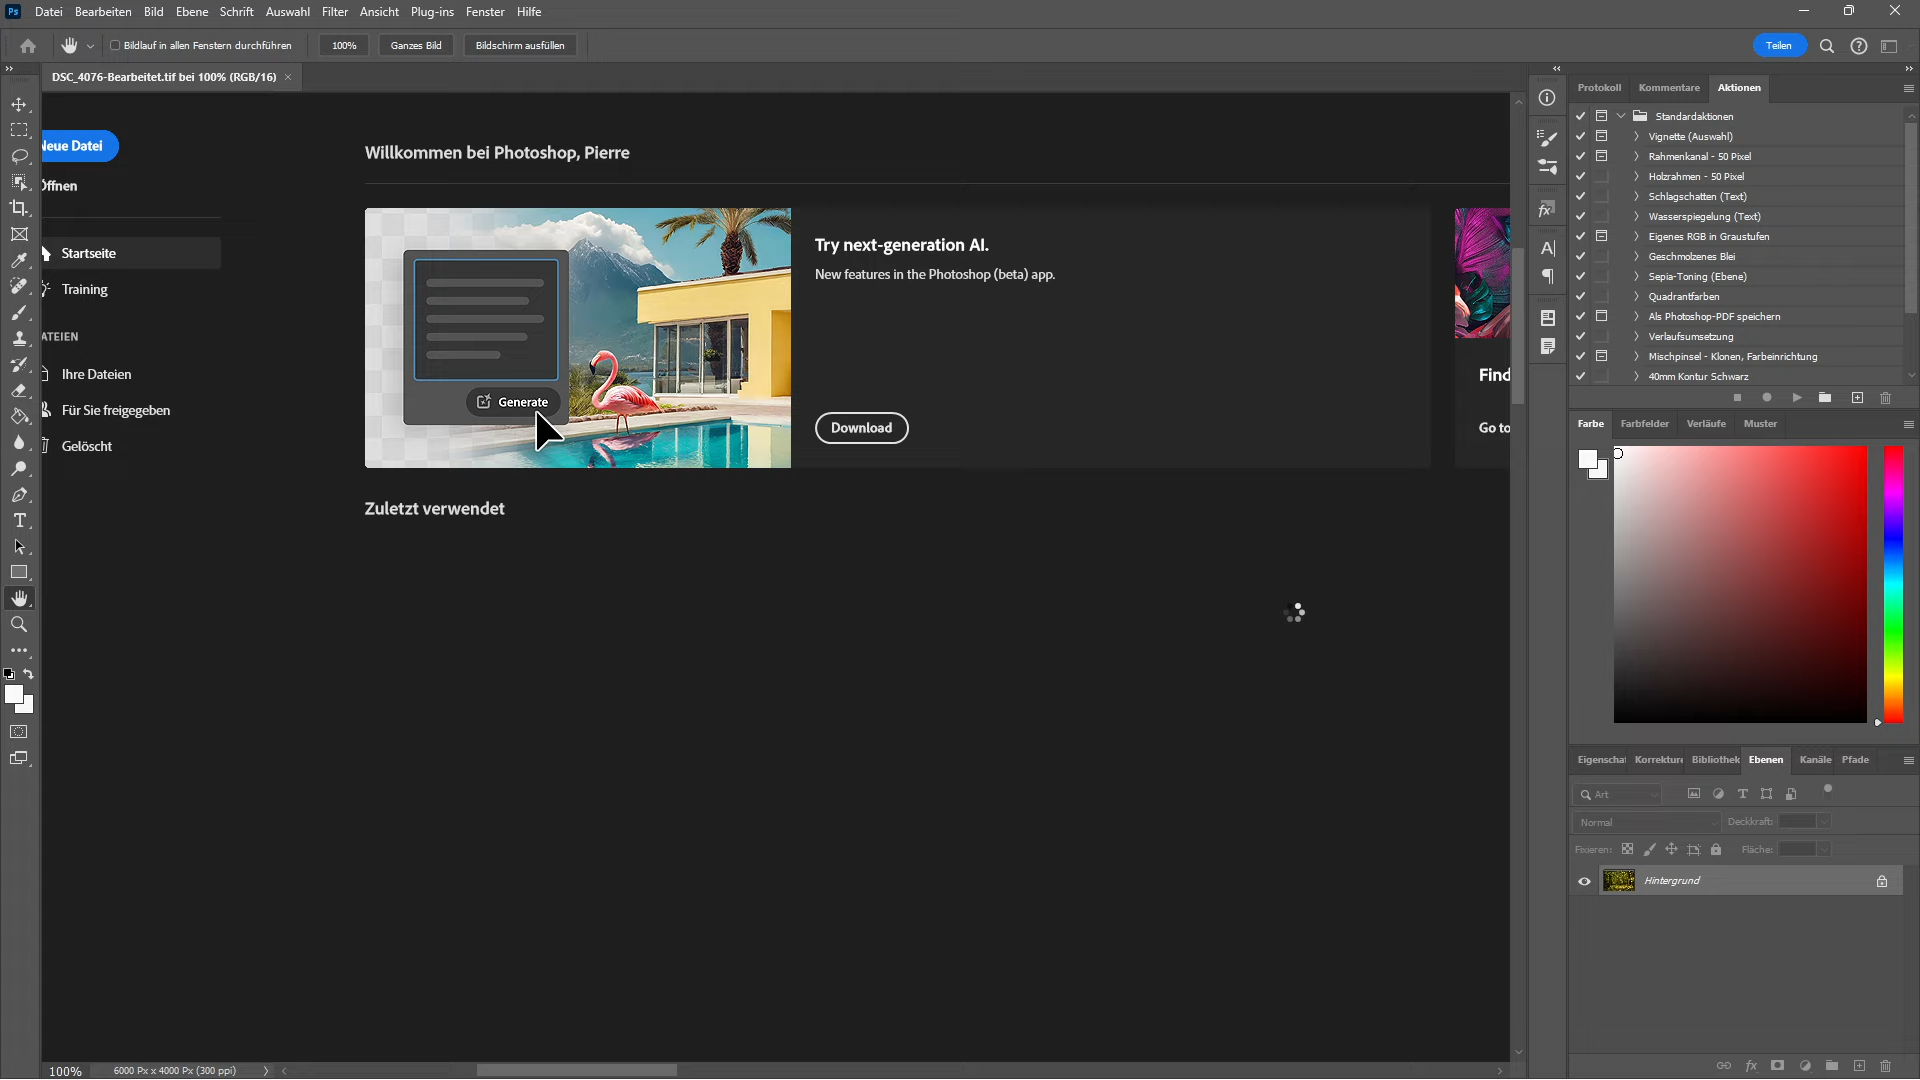 Ps Datei Bearbeiten Bild Ebene Schrift Auswahl Filter Ansicht Plug-ins Fenster Hilfe
Bildlauf in allen Fenstern durchführen 100% Ganzes Bild Bildschirm ausfüllen Teilen
DSC_4076-Bearbeitet.tif bei 100% (RGB/16)
Neue Datei
Öffnen
Startseite
Training
ATEIEN
Ihre Dateien
Für Sie freigegeben
Gelöscht
Willkommen bei Photoshop, Pierre
Generate
Try next-generation AI.
New features in the Photoshop (beta) app.
Download
Find
Go to
Zuletzt verwendet
100% 6000 Px x 4000 Px (300 ppi)
Protokoll Kommentare Aktionen
Standardaktionen
Vignette (Auswahl)
Rahmenkanal - 50 Pixel
Holzrahmen - 50 Pixel
Schlagschatten (Text)
Wasserspiegelung (Text)
Eigenes RGB in Graustufen
Geschmolzenes Blei
Sepia-Toning (Ebene)
Quadrantfarben
Als Photoshop-PDF speichern
Verlaufsumsetzung
Mischpinsel - Klonen, Farbeinrichtung
40mm Kontur Schwarz
Farbe Farbfelder Verläufe Muster
Eigenschaf Korrekture Bibliothek Ebenen Kanäle Pfade
Art
Normal Deckkraft:
Fixieren: Fläche:
Hintergrund